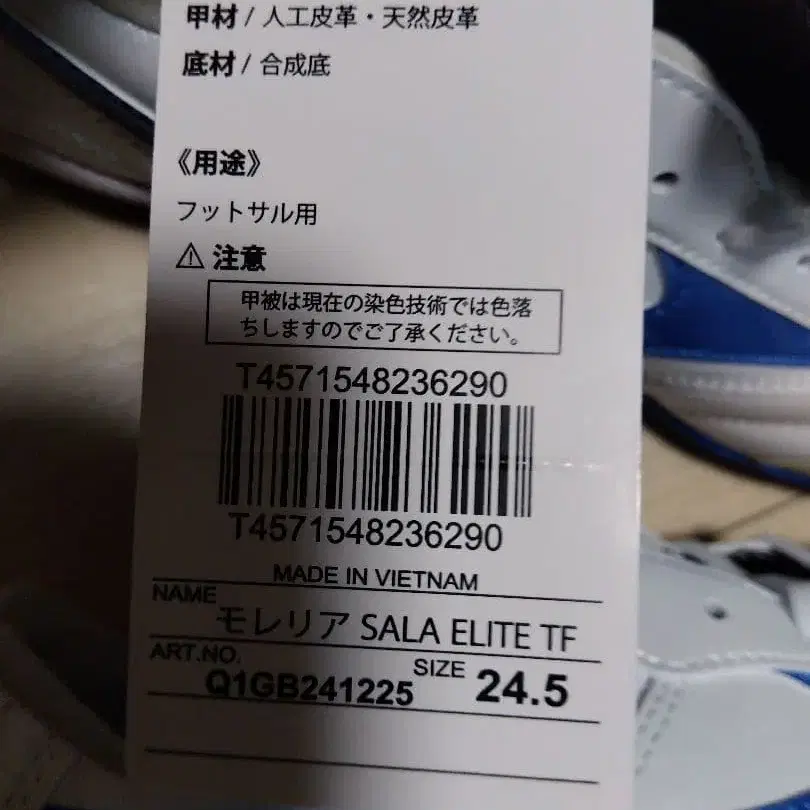 甲材 / 人工皮革・天然皮革
底材 / 合成底
《用途》
フットサル用
⚠ 注意
甲被は現在の染色技術では色落
ちしますのでご了承ください。
T4571548236290
T4571548236290
MADE IN VIETNAM
NAME
モレリア SALA ELITE TF
ART.NO. SIZE
Q1GB241225 24.5